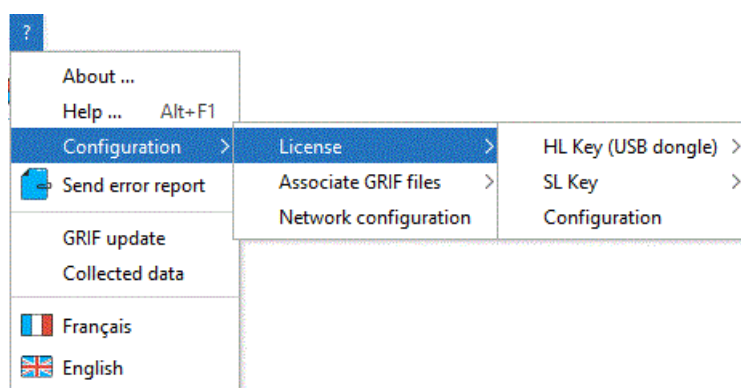 ?
About ...
Help ... Alt+F1
Configuration >
Send error report
GRIF update
Collected data
Français
English
License >
Associate GRIF files >
Network configuration
HL Key (USB dongle) >
SL Key >
Configuration